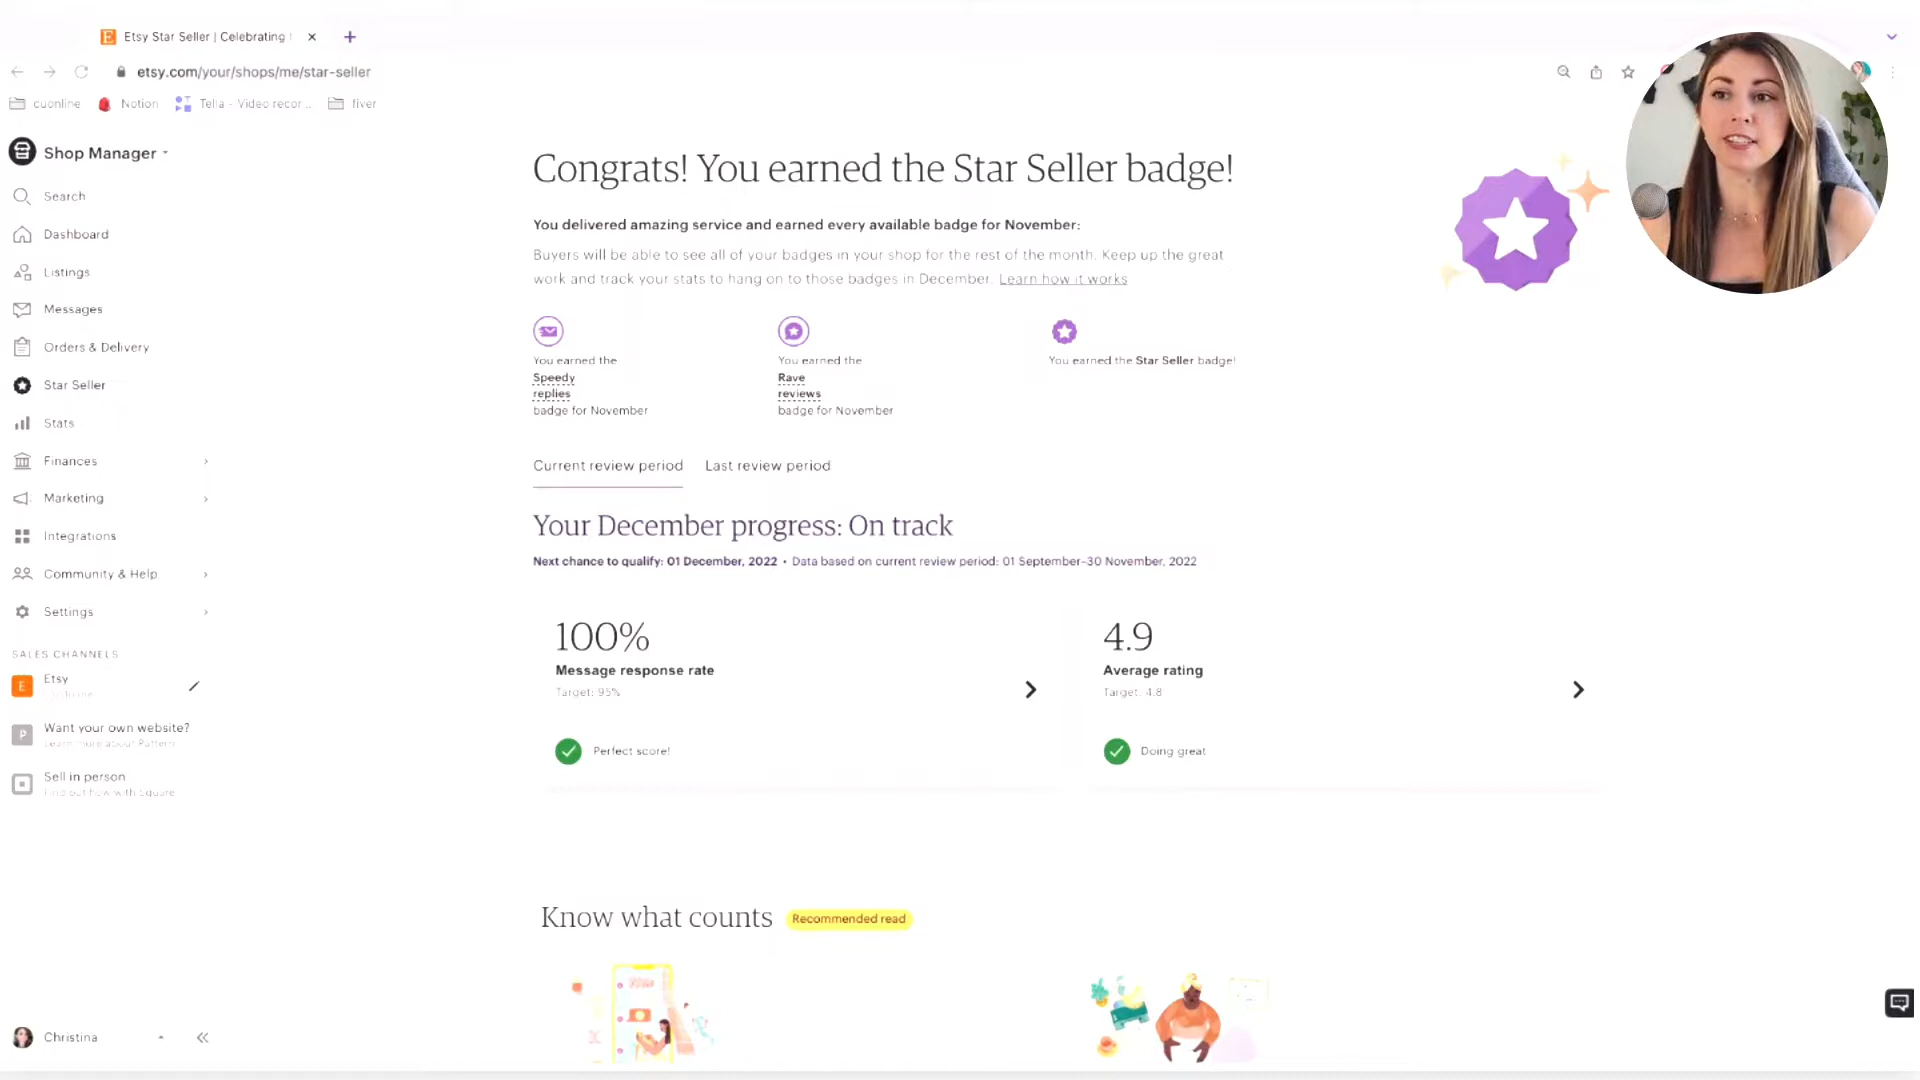 Etsy Star Seller | Celebrating
etsy.com/your/shops/me/star-seller
cuonline
Notion
Tella - Video recor...
fiver
Shop Manager
Search
Dashboard
Listings
Messages
Orders & Delivery
Star Seller
Stats
Finances
Marketing
Integrations
Community & Help
Settings
SALES CHANNELS
E
Etsy
P
Want your own website?
Learn more about Pattern
Sell in person
Find out how with Square
Christina
Congrats! You earned the Star Seller badge!
You delivered amazing service and earned every available badge for November:
Buyers will be able to see all of your badges in your shop for the rest of the month. Keep up the great
work and track your stats to hang on to those badges in December. Learn how it works
You earned the
Speedy
replies
badge for November
You earned the
Rave
reviews
badge for November
You earned the Star Seller badge!
Current review period
Last review period
Your December progress: On track
Next chance to qualify: 01 December, 2022 • Data based on current review period: 01 September–30 November, 2022
100%
Message response rate
Target: 95%
Perfect score!
4.9
Average rating
Target: 4.8
Doing great
Know what counts
Recommended read